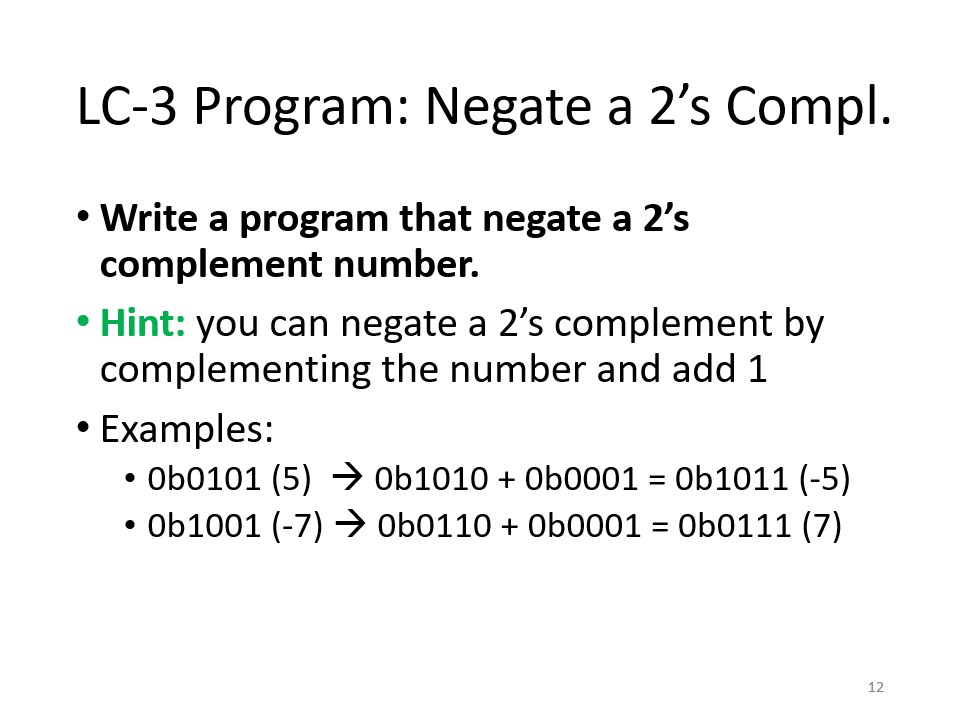 LC-3 Program: Negate a 2’s Compl.
• Write a program that negate a 2’s
complement number.
• Hint: you can negate a 2’s complement by
complementing the number and add 1
• Examples:
• 0b0101 (5) → 0b1010 + 0b0001 = 0b1011 (-5)
• 0b1001 (-7) → 0b0110 + 0b0001 = 0b0111 (7)
12